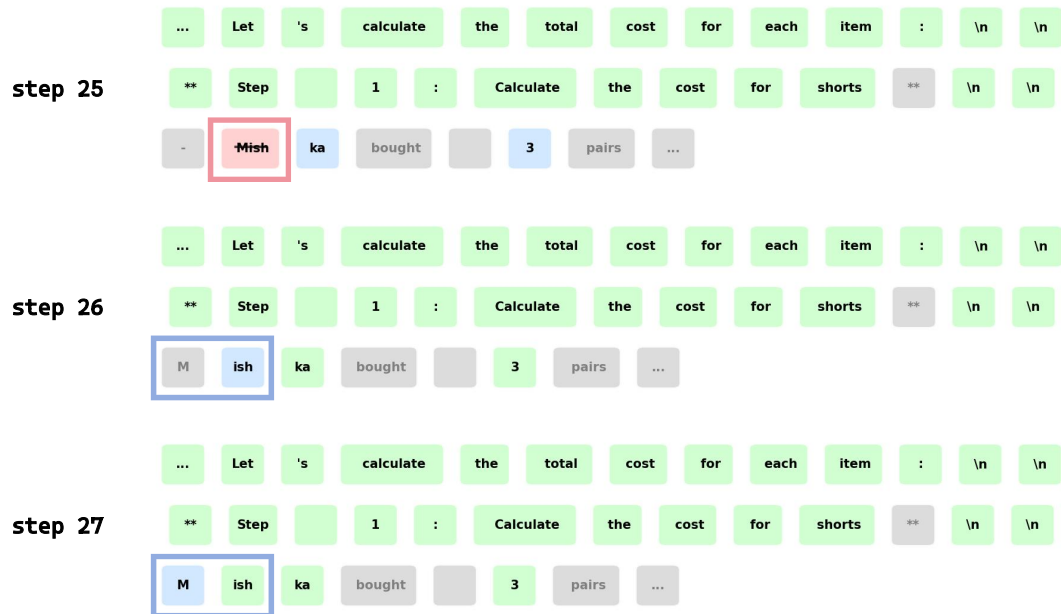 ... Let 's calculate the total cost for each item : \n \n
step 25 ** Step 1 : Calculate the cost for shorts ** \n \n
- Mish ka bought 3 pairs ...
... Let 's calculate the total cost for each item : \n \n
step 26 ** Step 1 : Calculate the cost for shorts ** \n \n
M ish ka bought 3 pairs ...
... Let 's calculate the total cost for each item : \n \n
step 27 ** Step 1 : Calculate the cost for shorts ** \n \n
M ish ka bought 3 pairs ...